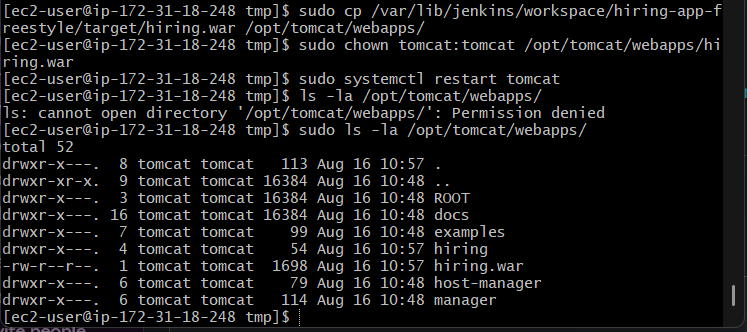 [ec2-user@ip-172-31-18-248 tmp]$ sudo cp /var/lib/jenkins/workspace/hiring-app-f
reestyle/target/hiring.war /opt/tomcat/webapps/
[ec2-user@ip-172-31-18-248 tmp]$ sudo chown tomcat:tomcat /opt/tomcat/webapps/hi
ring.war
[ec2-user@ip-172-31-18-248 tmp]$ sudo systemctl restart tomcat
[ec2-user@ip-172-31-18-248 tmp]$ ls -la /opt/tomcat/webapps/
ls: cannot open directory '/opt/tomcat/webapps/': Permission denied
[ec2-user@ip-172-31-18-248 tmp]$ sudo ls -la /opt/tomcat/webapps/
total 52
drwxr-x---.  8 tomcat tomcat   113 Aug 16 10:57 .
drwxr-xr-x.  9 tomcat tomcat 16384 Aug 16 10:48 ..
drwxr-x---.  3 tomcat tomcat 16384 Aug 16 10:48 ROOT
drwxr-x---. 16 tomcat tomcat 16384 Aug 16 10:48 docs
drwxr-x---.  7 tomcat tomcat    99 Aug 16 10:48 examples
drwxr-x---.  4 tomcat tomcat    54 Aug 16 10:57 hiring
-rw-r--r--.  1 tomcat tomcat  1698 Aug 16 10:57 hiring.war
drwxr-x---.  6 tomcat tomcat    79 Aug 16 10:48 host-manager
drwxr-x---.  6 tomcat tomcat   114 Aug 16 10:48 manager
[ec2-user@ip-172-31-18-248 tmp]$